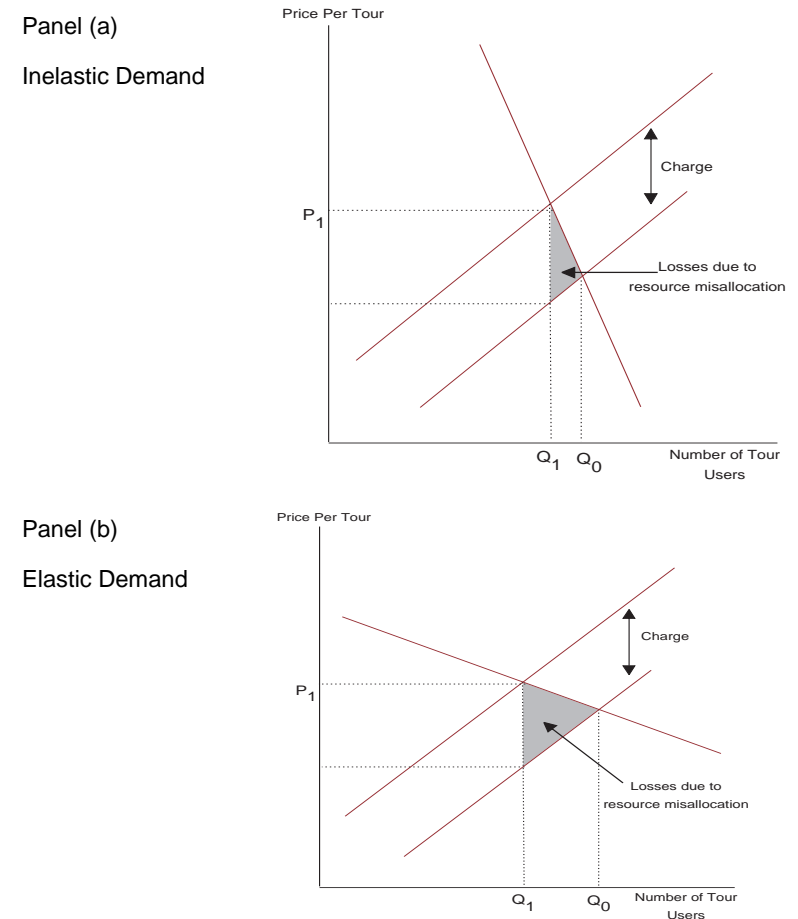 Panel (a)
Inelastic Demand
Price Per Tour
Charge
P1
Losses due to
resource misallocation
Q1 Q0
Number of Tour
Users
Panel (b)
Elastic Demand
Price Per Tour
Charge
P1
Losses due to
resource misallocation
Q1 Q0
Number of Tour
Users